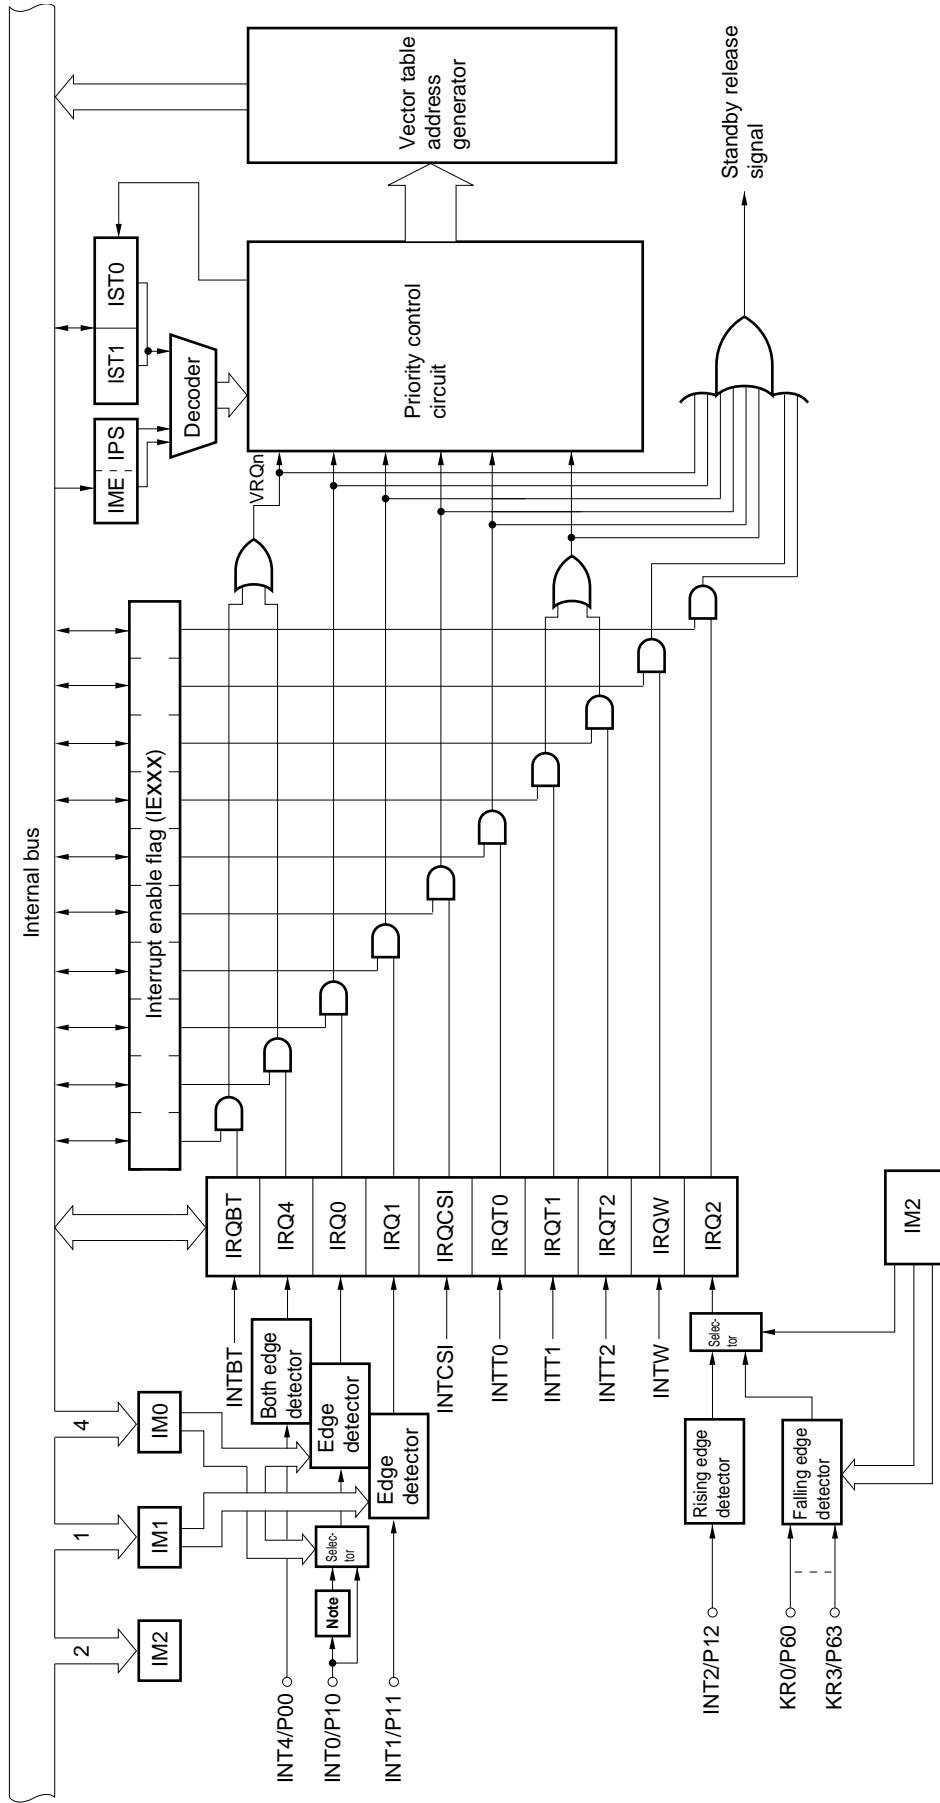 Internal bus
2
1
4
IM2
IM1
IM0
Interrupt enable flag (IEXXX)
IME
IPS
IST1
IST0
Decoder
VRQn
INTBT
Both edge
detector
Edge
detector
Edge
detector
Selec-
tor
Note
INT4/P00
INT0/P10
INT1/P11
IRQBT
IRQ4
IRQ0
IRQ1
IRQCSI
IRQT0
IRQT1
IRQT2
IRQW
IRQ2
INTCSI
INTT0
INTT1
INTT2
INTW
Selec-
tor
Rising edge
detector
Falling edge
detector
INT2/P12
KR0/P60
KR3/P63
IM2
Priority control
circuit
Vector table
address
generator
Standby release
signal